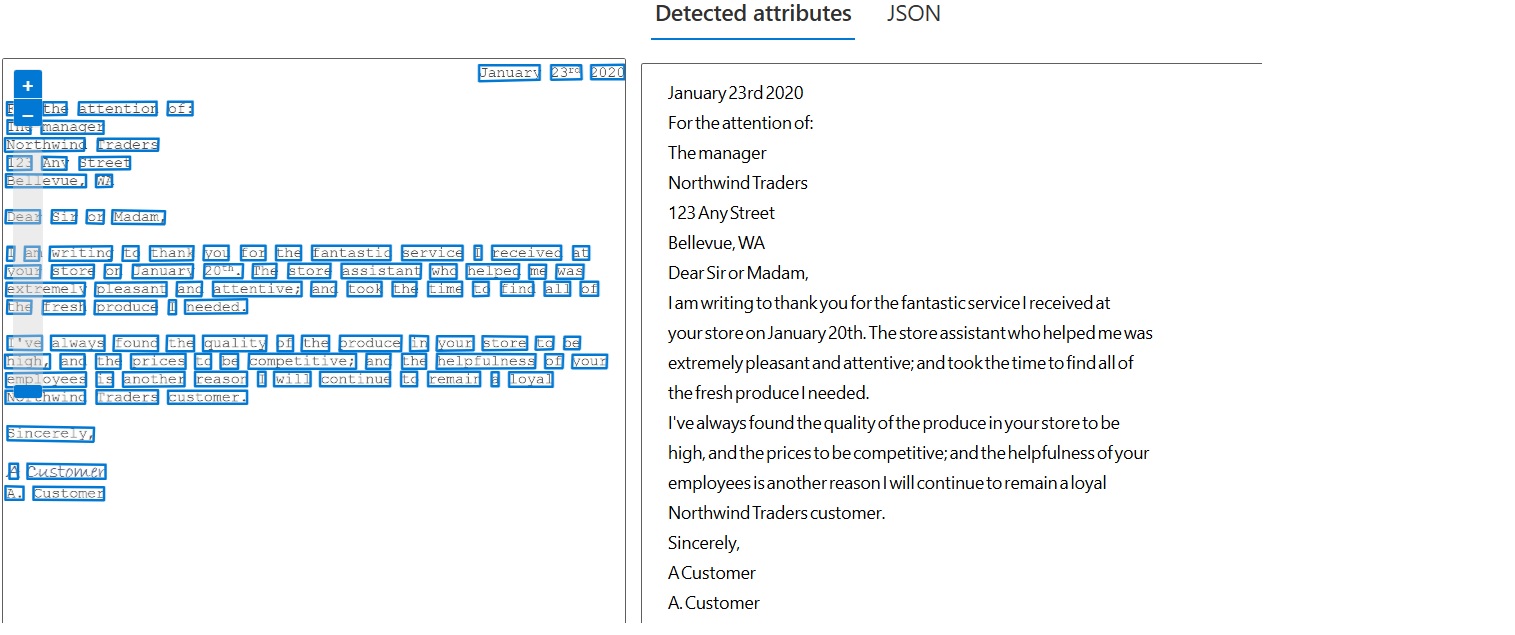 Detected attributes JSON
+
−
January 23rd 2020
the attention of:
The manager
Northwind Traders
123 Any Street
Bellevue, WA
Dear Sir or Madam,
I am writing to thank you for the fantastic service I received at
your store on January 20th. The store assistant who helped me was
extremely pleasant and attentive; and took the time to find all of
the fresh produce I needed.
I've always found the quality of the produce in your store to be
high, and the prices to be competitive; and the helpfulness of your
employees is another reason I will continue to remain a loyal
Northwind Traders customer.
Sincerely,
A Customer
A. Customer
January 23rd 2020
For the attention of:
The manager
Northwind Traders
123 Any Street
Bellevue, WA
Dear Sir or Madam,
I am writing to thank you for the fantastic service I received at
your store on January 20th. The store assistant who helped me was
extremely pleasant and attentive; and took the time to find all of
the fresh produce I needed.
I've always found the quality of the produce in your store to be
high, and the prices to be competitive; and the helpfulness of your
employees is another reason I will continue to remain a loyal
Northwind Traders customer.
Sincerely,
A Customer
A. Customer